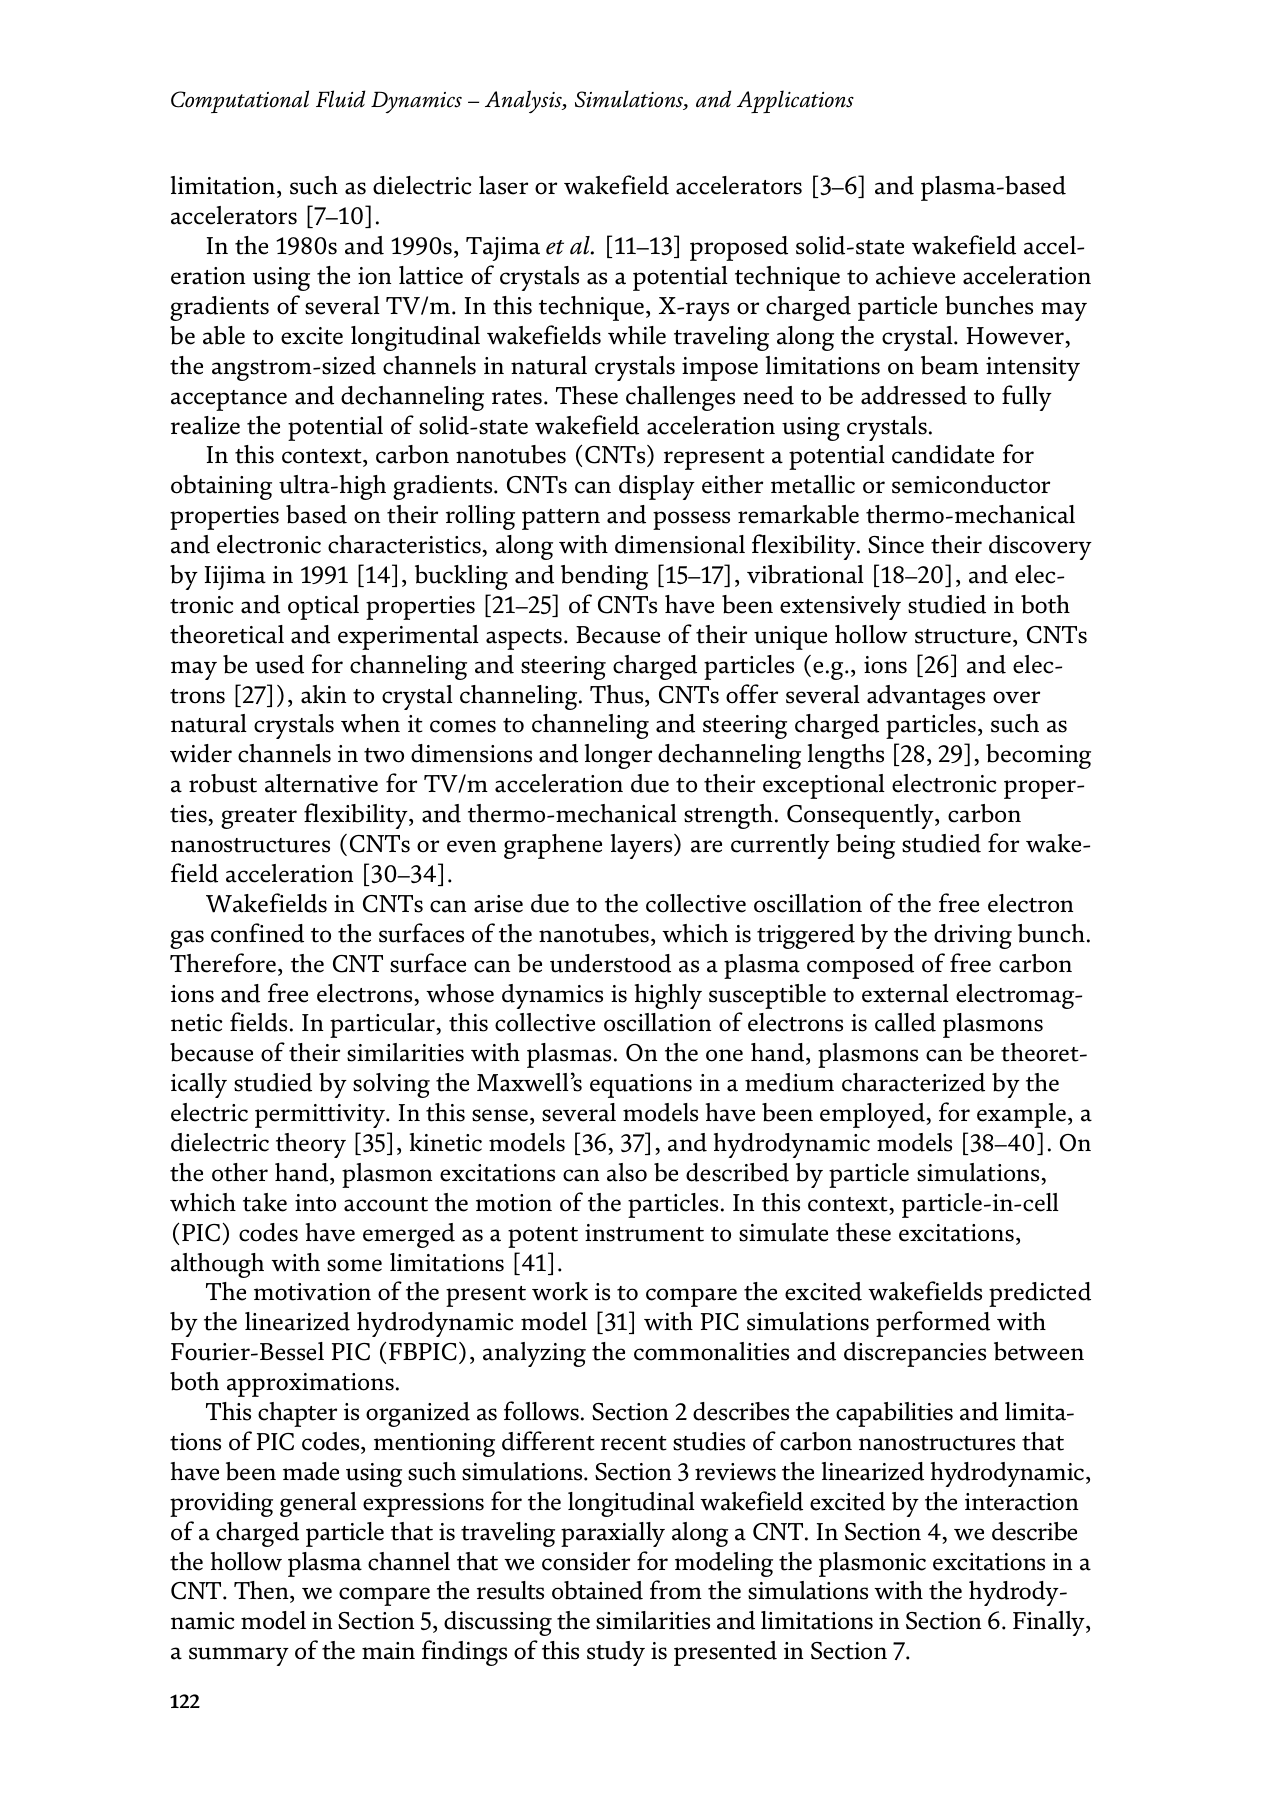 Computational Fluid Dynamics – Analysis, Simulations, and Applications
limitation, such as dielectric laser or wakefield accelerators [3–6] and plasma-based
accelerators [7–10].
In the 1980s and 1990s, Tajima et al. [11–13] proposed solid-state wakefield accel-
eration using the ion lattice of crystals as a potential technique to achieve acceleration
gradients of several TV/m. In this technique, X-rays or charged particle bunches may
be able to excite longitudinal wakefields while traveling along the crystal. However,
the angstrom-sized channels in natural crystals impose limitations on beam intensity
acceptance and dechanneling rates. These challenges need to be addressed to fully
realize the potential of solid-state wakefield acceleration using crystals.
In this context, carbon nanotubes (CNTs) represent a potential candidate for
obtaining ultra-high gradients. CNTs can display either metallic or semiconductor
properties based on their rolling pattern and possess remarkable thermo-mechanical
and electronic characteristics, along with dimensional flexibility. Since their discovery
by Iijima in 1991 [14], buckling and bending [15–17], vibrational [18–20], and elec-
tronic and optical properties [21–25] of CNTs have been extensively studied in both
theoretical and experimental aspects. Because of their unique hollow structure, CNTs
may be used for channeling and steering charged particles (e.g., ions [26] and elec-
trons [27]), akin to crystal channeling. Thus, CNTs offer several advantages over
natural crystals when it comes to channeling and steering charged particles, such as
wider channels in two dimensions and longer dechanneling lengths [28, 29], becoming
a robust alternative for TV/m acceleration due to their exceptional electronic proper-
ties, greater flexibility, and thermo-mechanical strength. Consequently, carbon
nanostructures (CNTs or even graphene layers) are currently being studied for wake-
field acceleration [30–34].
Wakefields in CNTs can arise due to the collective oscillation of the free electron
gas confined to the surfaces of the nanotubes, which is triggered by the driving bunch.
Therefore, the CNT surface can be understood as a plasma composed of free carbon
ions and free electrons, whose dynamics is highly susceptible to external electromag-
netic fields. In particular, this collective oscillation of electrons is called plasmons
because of their similarities with plasmas. On the one hand, plasmons can be theoret-
ically studied by solving the Maxwell’s equations in a medium characterized by the
electric permittivity. In this sense, several models have been employed, for example, a
dielectric theory [35], kinetic models [36, 37], and hydrodynamic models [38–40]. On
the other hand, plasmon excitations can also be described by particle simulations,
which take into account the motion of the particles. In this context, particle-in-cell
(PIC) codes have emerged as a potent instrument to simulate these excitations,
although with some limitations [41].
The motivation of the present work is to compare the excited wakefields predicted
by the linearized hydrodynamic model [31] with PIC simulations performed with
Fourier-Bessel PIC (FBPIC), analyzing the commonalities and discrepancies between
both approximations.
This chapter is organized as follows. Section 2 describes the capabilities and limita-
tions of PIC codes, mentioning different recent studies of carbon nanostructures that
have been made using such simulations. Section 3 reviews the linearized hydrodynamic,
providing general expressions for the longitudinal wakefield excited by the interaction
of a charged particle that is traveling paraxially along a CNT. In Section 4, we describe
the hollow plasma channel that we consider for modeling the plasmonic excitations in a
CNT. Then, we compare the results obtained from the simulations with the hydrody-
namic model in Section 5, discussing the similarities and limitations in Section 6. Finally,
a summary of the main findings of this study is presented in Section 7.
122